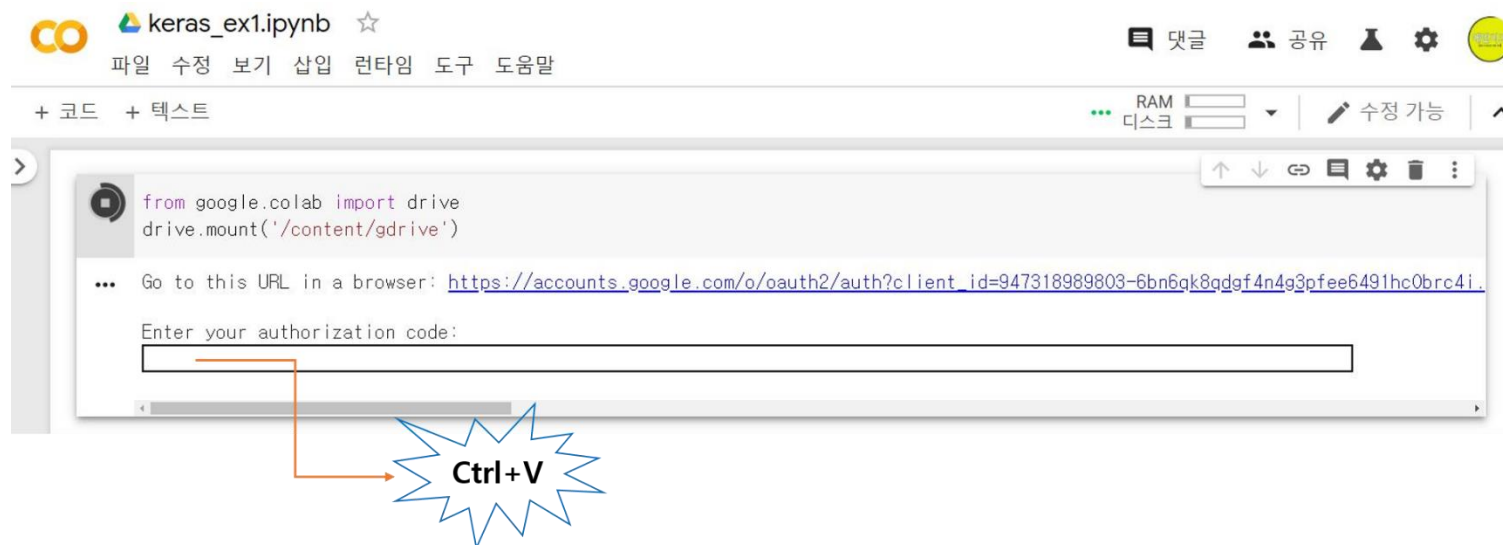 keras_ex1.ipynb
파일 수정 보기 삽입 런타임 도구 도움말
댓글 공유
+ 코드 + 텍스트
RAM
디스크
수정 가능
from google.colab import drive
drive.mount('/content/gdrive')
Go to this URL in a browser: https://accounts.google.com/o/oauth2/auth?client_id=947318989803-6bn6qk8qdgf4n4g3pfee6491hc0brc4i.
Enter your authorization code:
Ctrl+V